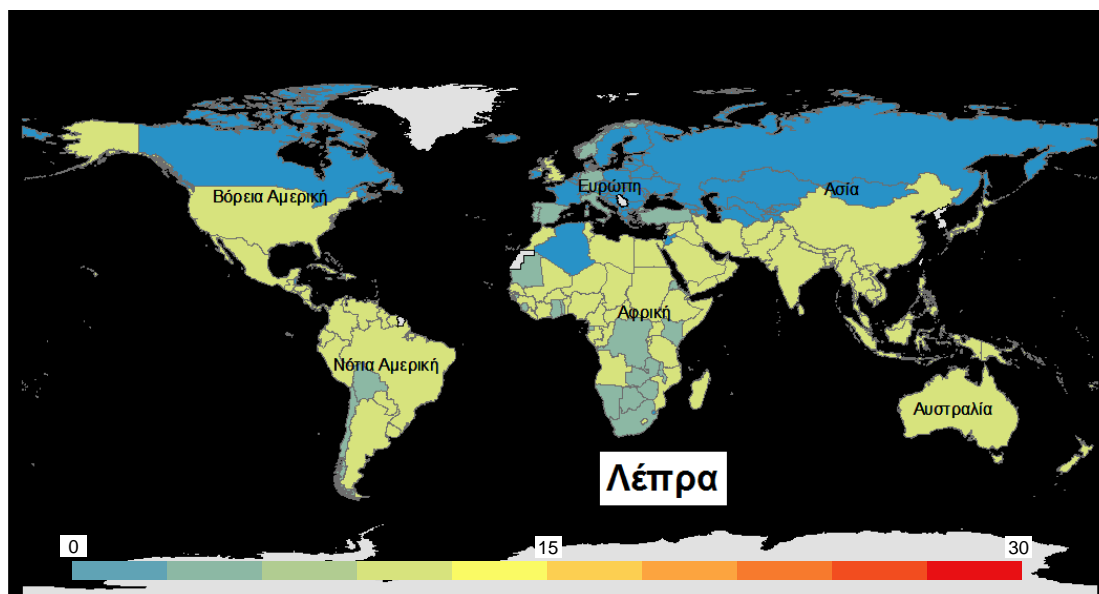 Βόρεια Αμερική
Ευρώπη
Ασία
Αφρική
Νότια Αμερική
Αυστραλία
Λέπρα
0
15
30